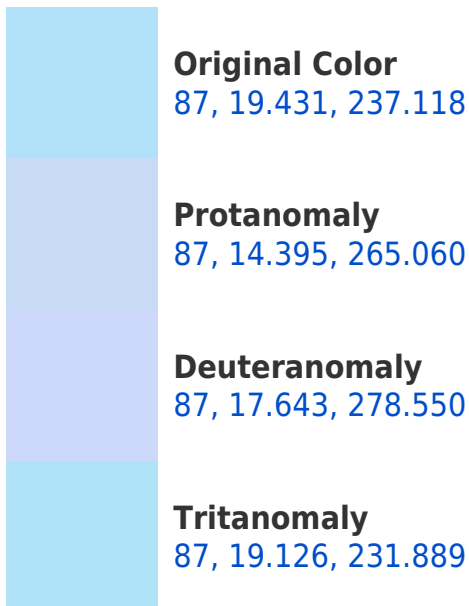 Original Color
87, 19.431, 237.118
Protanomaly
87, 14.395, 265.060
Deuteranomaly
87, 17.643, 278.550
Tritanomaly
87, 19.126, 231.889